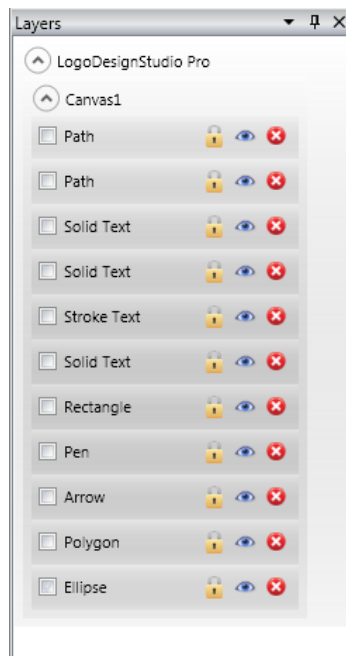 Layers
LogoDesignStudio Pro
Canvas1
Path
Path
Solid Text
Solid Text
Stroke Text
Solid Text
Rectangle
Pen
Arrow
Polygon
Ellipse